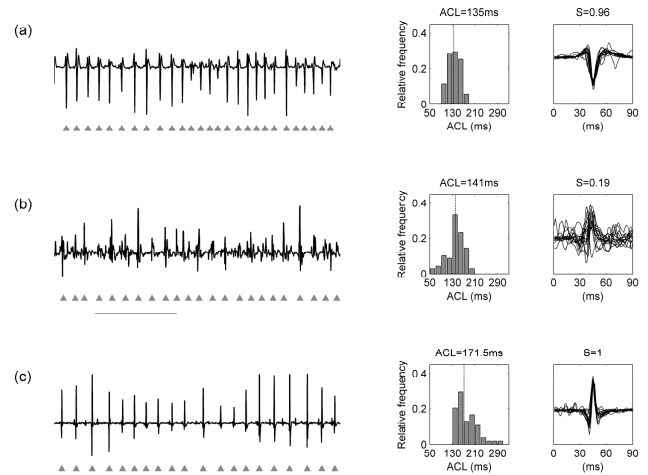 (a)
ACL=135ms
S=0.96
Relative frequency
0.4
0.2
0
50 130 210 290
ACL (ms)
0 30 60 90
(ms)
(b)
ACL=141ms
S=0.19
Relative frequency
0.4
0.2
0
50 130 210 290
ACL (ms)
0 30 60 90
(ms)
(c)
ACL=171.5ms
S=1
Relative frequency
0.4
0.2
0
50 130 210 290
ACL (ms)
0 30 60 90
(ms)